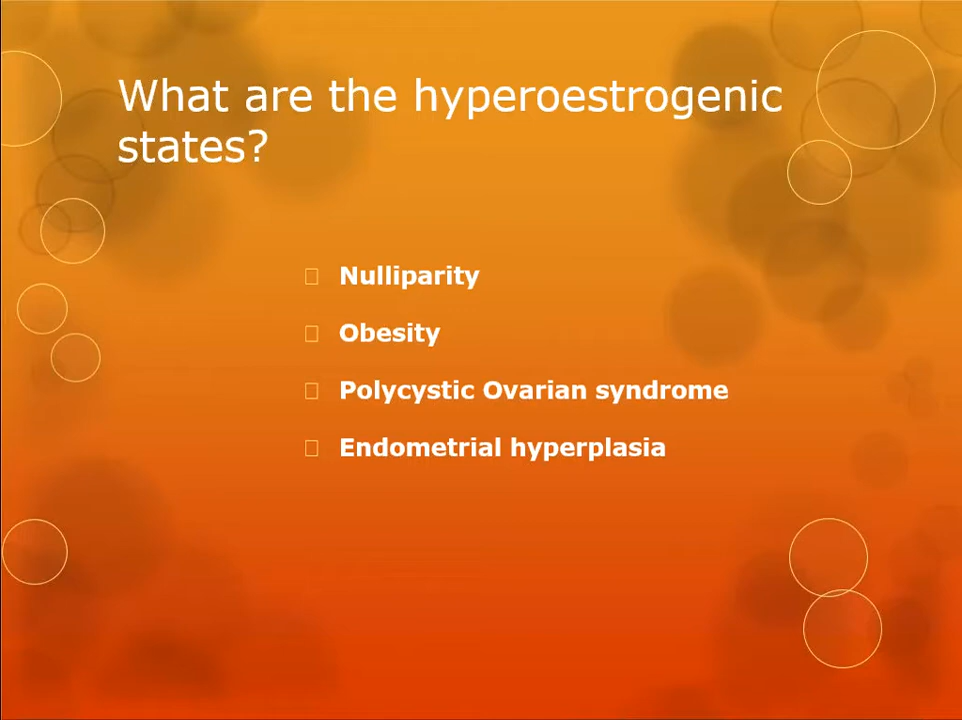 What are the hyperoestrogenic
states?
Nulliparity
Obesity
Polycystic Ovarian syndrome
Endometrial hyperplasia